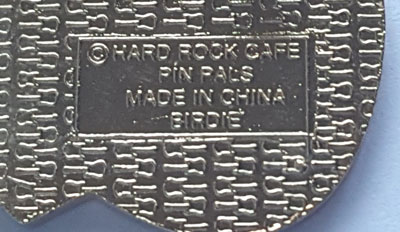 © HARD ROCK CAFE
PIN PALS
MADE IN CHINA
BIRDIE